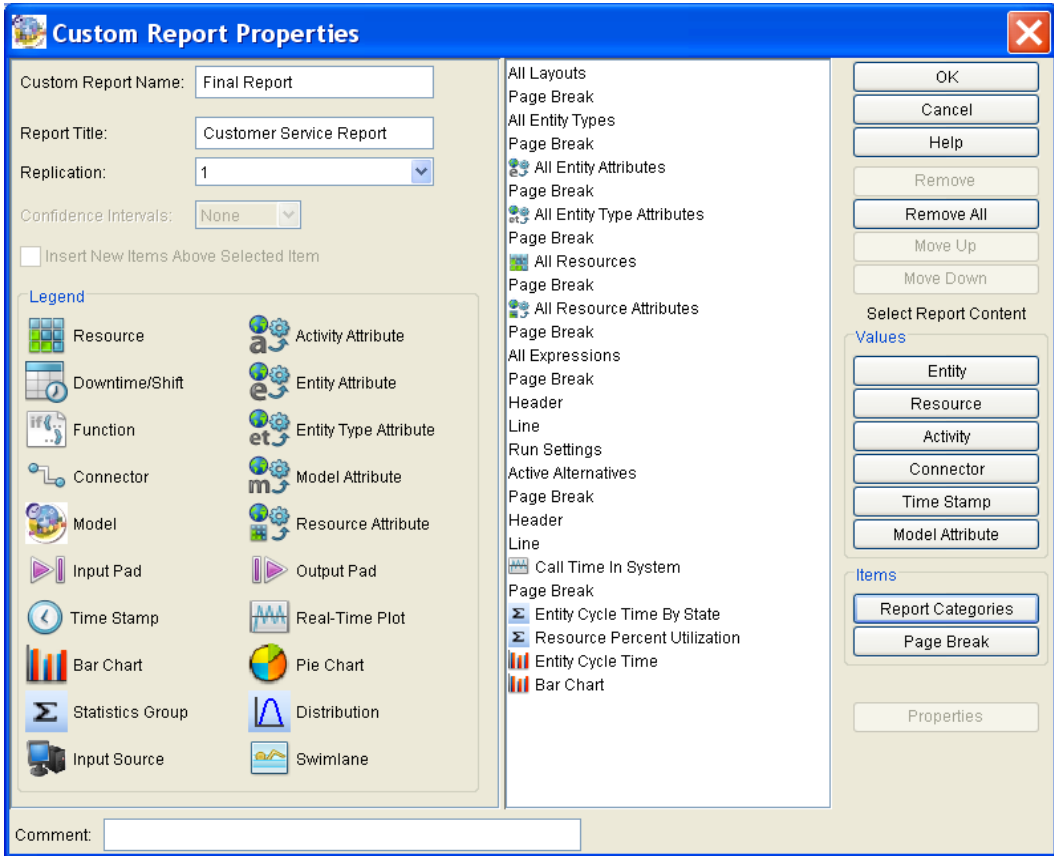 Custom Report Properties
Custom Report Name: Final Report
Report Title: Customer Service Report
Replication: 1
Confidence Intervals: None
Insert New Items Above Selected Item
Legend
Resource
Activity Attribute
Downtime/Shift
Entity Attribute
Function
Entity Type Attribute
Connector
Model Attribute
Model
Resource Attribute
Input Pad
Output Pad
Time Stamp
Real-Time Plot
Bar Chart
Pie Chart
Statistics Group
Distribution
Input Source
Swimlane
All Layouts
Page Break
All Entity Types
Page Break
All Entity Attributes
Page Break
All Entity Type Attributes
Page Break
All Resources
Page Break
All Resource Attributes
Page Break
All Expressions
Page Break
Header
Line
Run Settings
Active Alternatives
Page Break
Header
Line
Call Time In System
Page Break
Entity Cycle Time By State
Resource Percent Utilization
Entity Cycle Time
Bar Chart
OK
Cancel
Help
Remove
Remove All
Move Up
Move Down
Select Report Content
Values
Entity
Resource
Activity
Connector
Time Stamp
Model Attribute
Items
Report Categories
Page Break
Properties
Comment: